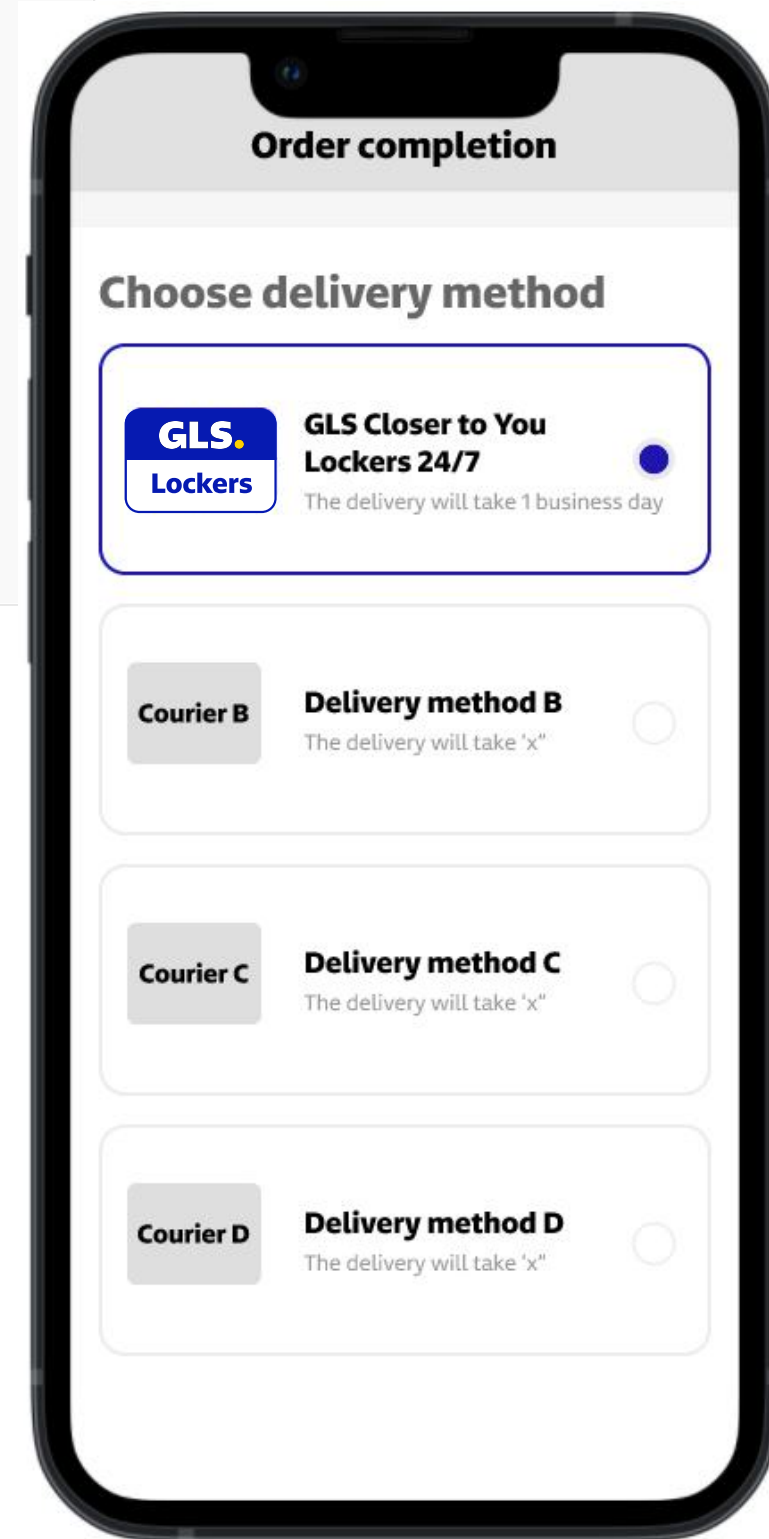 Order completion
Choose delivery method
GLS.
Lockers
GLS Closer to You
Lockers 24/7
The delivery will take 1 business day
Courier B
Delivery method B
The delivery will take ‘x”
Courier C
Delivery method C
The delivery will take ‘x”
Courier D
Delivery method D
The delivery will take ‘x”